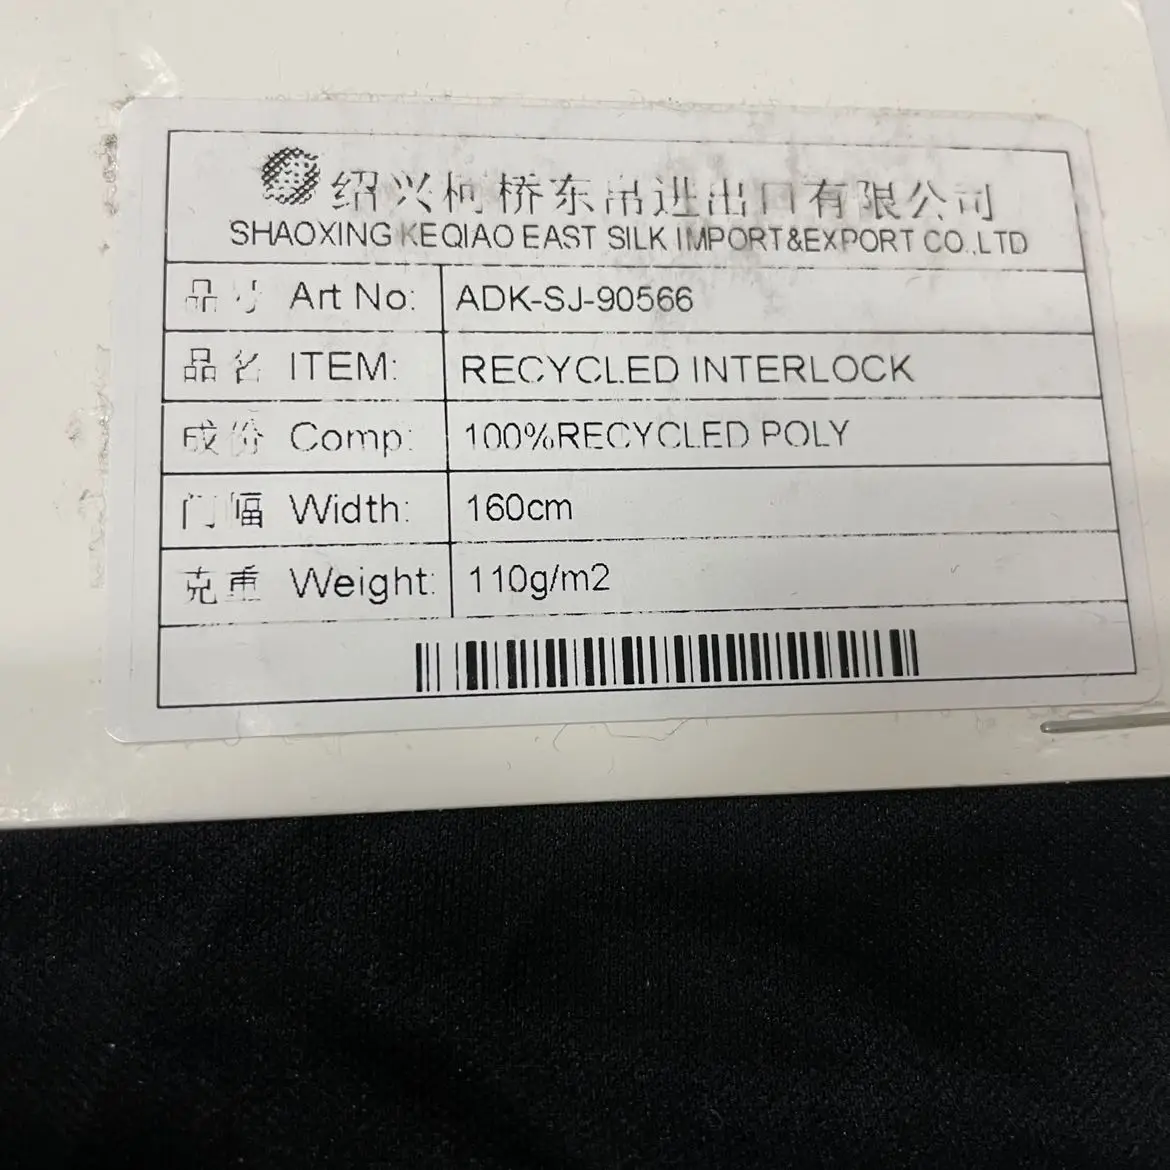 绍兴柯桥东帛进出口有限公司
SHAOXING KEQIAO EAST SILK IMPORT&EXPORT CO.,LTD
品号 Art No: ADK-SJ-90566
品名 ITEM: RECYCLED INTERLOCK
成份 Comp: 100%RECYCLED POLY
门幅 Width: 160cm
克重 Weight: 110g/m2